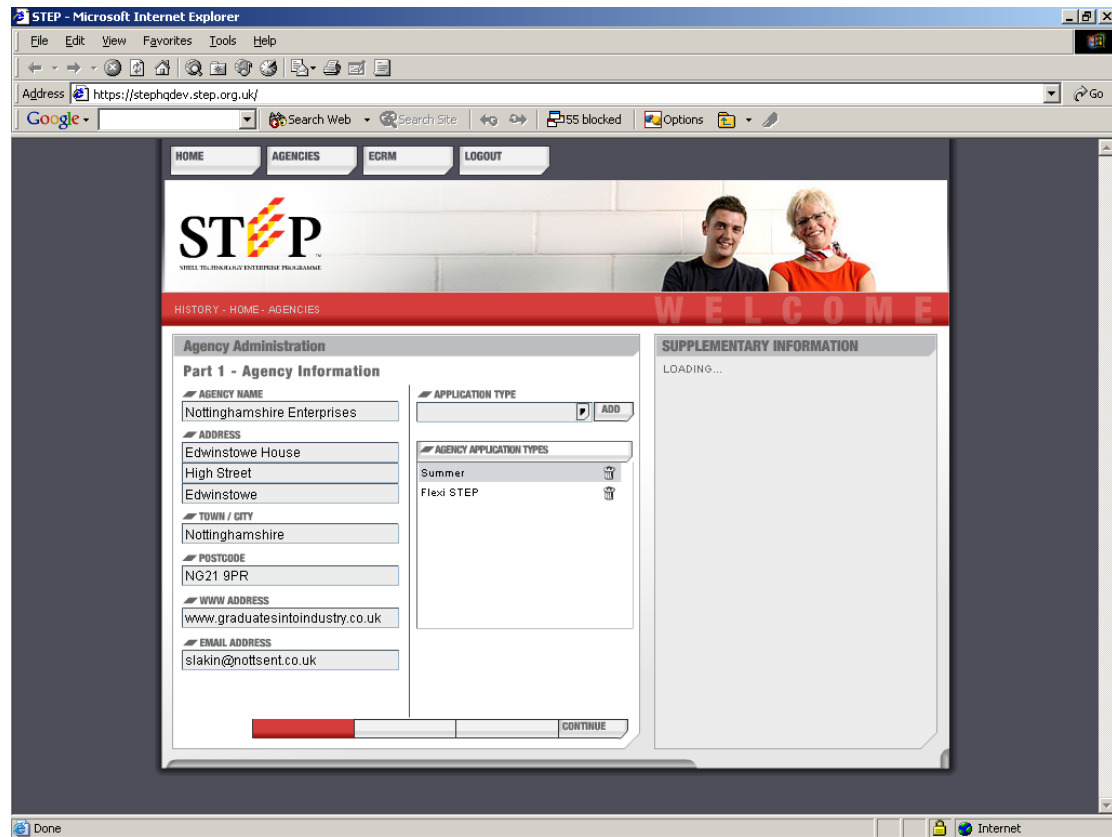 STEP - Microsoft Internet Explorer
File Edit View Favorites Tools Help
Address https://stephqdev.step.org.uk/ Go
Google Search Web Search Site 55 blocked Options
HOME AGENCIES ECRM LOGOUT
STEP
SHELL TECHNOLOGY ENTERPRISE PROGRAMME
HISTORY - HOME - AGENCIES
WELCOME
Agency Administration
Part 1 - Agency Information
AGENCY NAME
Nottinghamshire Enterprises
ADDRESS
Edwinstowe House
High Street
Edwinstowe
TOWN / CITY
Nottinghamshire
POSTCODE
NG21 9PR
WWW ADDRESS
www.graduatesintoindustry.co.uk
EMAIL ADDRESS
slakin@nottsent.co.uk
APPLICATION TYPE
ADD
AGENCY APPLICATION TYPES
Summer
Flexi STEP
CONTINUE
SUPPLEMENTARY INFORMATION
LOADING...
Done Internet